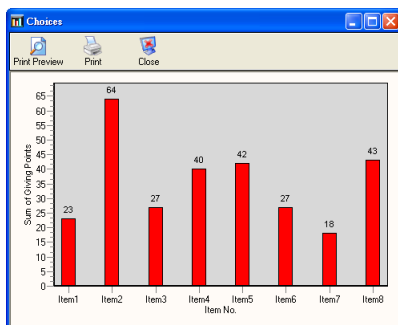 Choices
Print Preview Print Close
Sum of Giving Points
65
60
55
50
45
40
35
30
25
20
15
10
5
0
23 64 27 40 42 27 18 43
Item1 Item2 Item3 Item4 Item5 Item6 Item7 Item8
Item No.